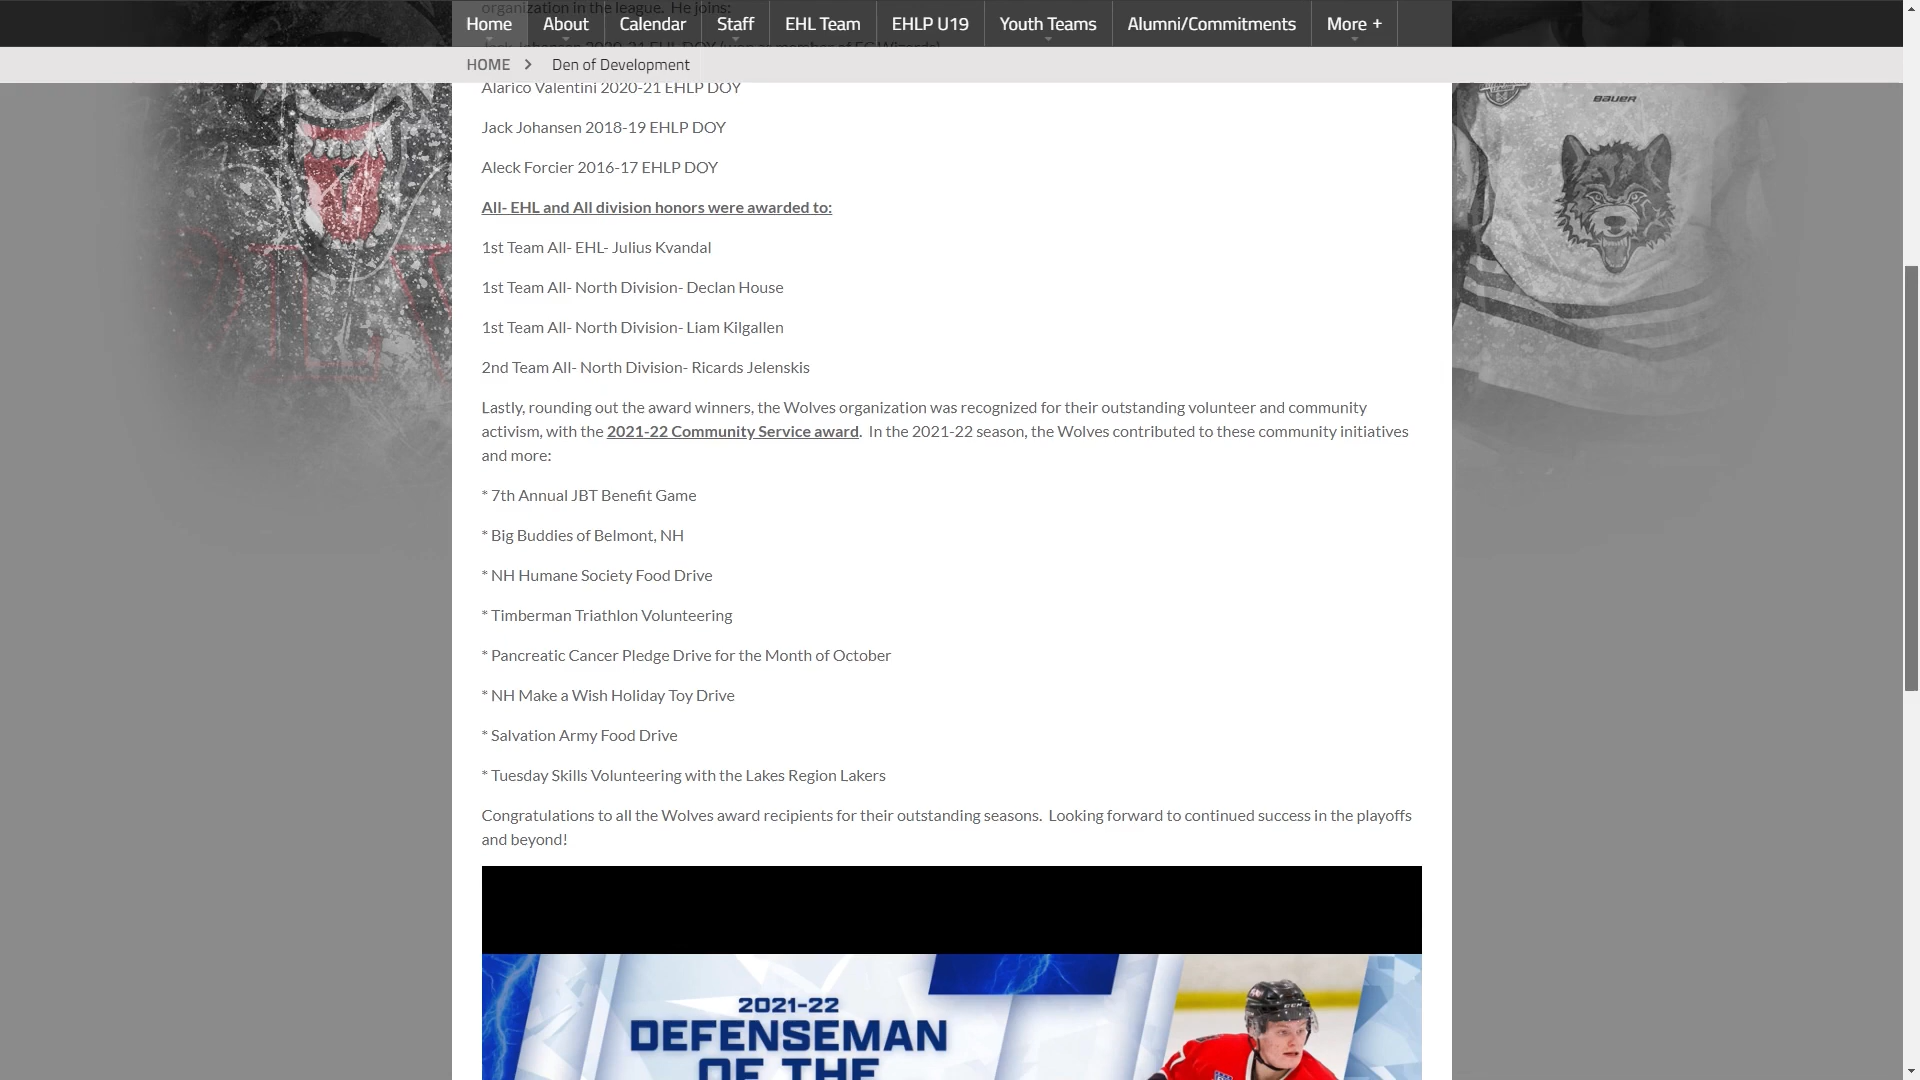 organization in the league.  He joins:
Home
About
Calendar
Staff
EHL Team
EHLP U19
Youth Teams
Alumni/Commitments
More +
HOME
Den of Development
Alarico Valentini 2020-21 EHLP DOY
Jack Johansen 2018-19 EHLP DOY
Aleck Forcier 2016-17 EHLP DOY
All- EHL and All division honors were awarded to:
1st Team All- EHL- Julius Kvandal
1st Team All- North Division- Declan House
1st Team All- North Division- Liam Kilgallen
2nd Team All- North Division- Ricards Jelenskis
Lastly, rounding out the award winners, the Wolves organization was recognized for their outstanding volunteer and community
activism, with the 2021-22 Community Service award.  In the 2021-22 season, the Wolves contributed to these community initiatives
and more:
* 7th Annual JBT Benefit Game
* Big Buddies of Belmont, NH
* NH Humane Society Food Drive
* Timberman Triathlon Volunteering
* Pancreatic Cancer Pledge Drive for the Month of October
* NH Make a Wish Holiday Toy Drive
* Salvation Army Food Drive
* Tuesday Skills Volunteering with the Lakes Region Lakers
Congratulations to all the Wolves award recipients for their outstanding seasons.  Looking forward to continued success in the playoffs
and beyond!
BAUER
2021-22
DEFENSEMAN
OF THE
CCM